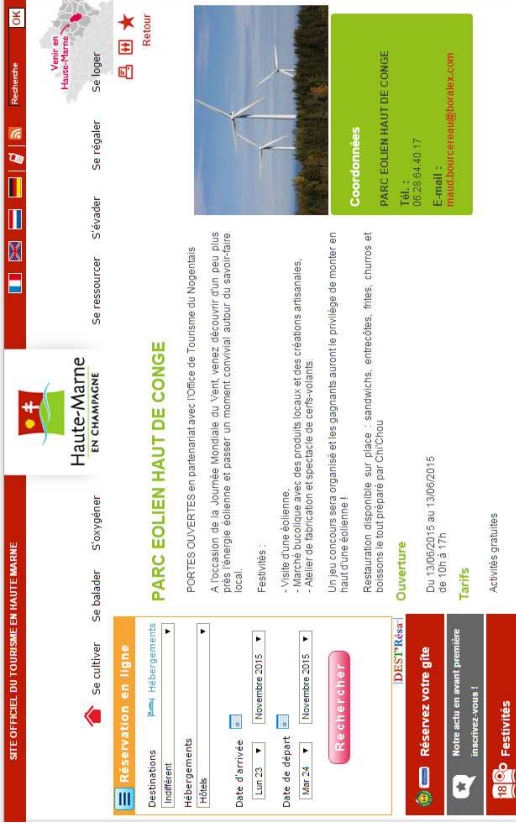 SITE OFFICIEL DU TOURISME EN HAUTE MARNE
Recherche
OK
Haute-Marne
EN CHAMPAGNE
Venir en
Haute-Marne
Se cultiver
Se balader
S'oxygéner
Se ressourcer
S'évader
Se régaler
Se loger
Retour
Réservation en ligne
Destinations
Hébergements
Indifférent
Hébergements
Hôtels
Date d'arrivée
Lun 23
Novembre 2015
Date de départ
Mar 24
Novembre 2015
Rechercher
DEST'Résa
Réservez votre gîte
Notre actu en avant première
inscrivez-vous !
18
Festivités
PARC EOLIEN HAUT DE CONGE
PORTES OUVERTES en partenariat avec l'Office de Tourisme du Nogentais
A l'occasion de la Journée Mondiale du Vent, venez découvrir d'un peu plus
près l'énergie éolienne et passer un moment convivial autour du savoir-faire
local.
Festivités :
- Visite d'une éolienne,
- Marché bucolique avec des produits locaux et des créations artisanales,
- Atelier de fabrication et spectacle de cerfs-volants.
Un jeu concours sera organisé et les gagnants auront le privilège de monter en
haut d'une éolienne !
Restauration disponible sur place : sandwichs, entrecôtes, frites, churros et
boissons le tout préparé par Chi'Chou
Ouverture
Du 13/06/2015 au 13/06/2015
de 10h à 17h
Tarifs
Activités gratuites
Coordonnées
PARC EOLIEN HAUT DE CONGE
Tél. :
06.28.64.40.17
E-mail :
maud.bourcereau@boralex.com